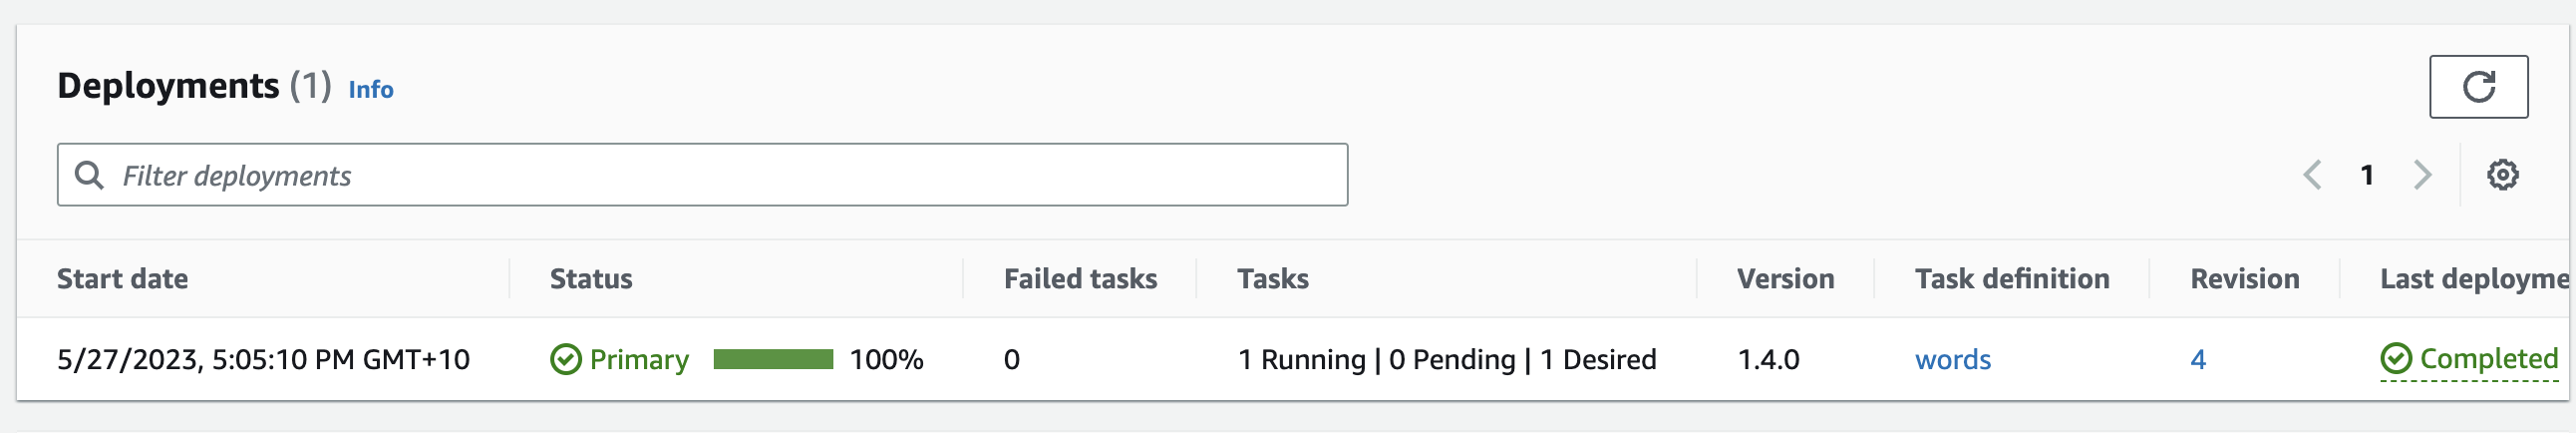 Deployments (1) Info
Filter deployments
1
Start date Status Failed tasks Tasks Version Task definition Revision Last deployme
5/27/2023, 5:05:10 PM GMT+10 Primary 100% 0 1 Running | 0 Pending | 1 Desired 1.4.0 words 4 Completed